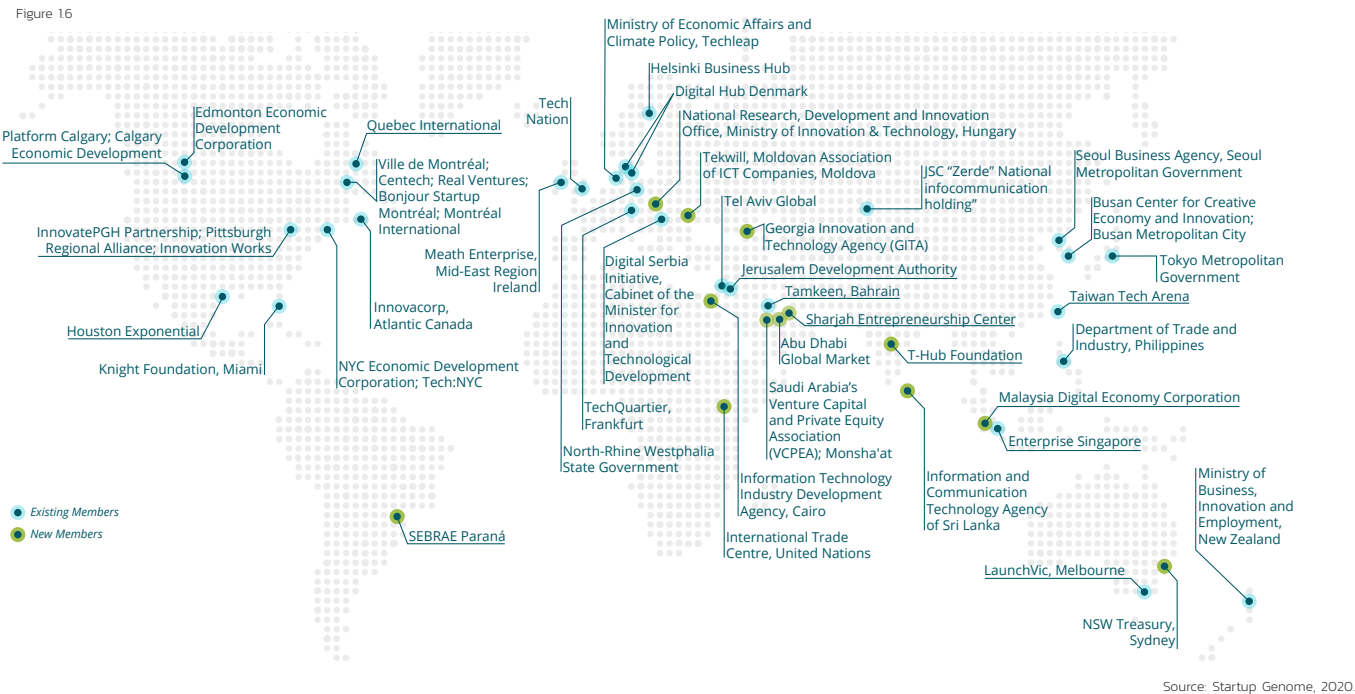 Figure 1.6
Ministry of Economic Affairs and
Climate Policy, Techleap
Helsinki Business Hub
Digital Hub Denmark
Tech
Nation
National Research, Development and Innovation
Office, Ministry of Innovation & Technology, Hungary
Edmonton Economic
Development
Corporation
Platform Calgary; Calgary
Economic Development
Quebec International
Ville de Montréal;
Centech; Real Ventures;
Bonjour Startup
Montréal; Montréal
International
Tekwill, Moldovan Association
of ICT Companies, Moldova
JSC “Zerde” National
infocommunication
holding”
Seoul Business Agency, Seoul
Metropolitan Government
Busan Center for Creative
Economy and Innovation;
Busan Metropolitan City
Tel Aviv Global
Georgia Innovation and
Technology Agency (GITA)
InnovatePGH Partnership; Pittsburgh
Regional Alliance; Innovation Works
Meath Enterprise,
Mid-East Region
Ireland
Digital Serbia
Initiative,
Cabinet of the
Minister for
Innovation
and
Technological
Development
Jerusalem Development Authority
Tokyo Metropolitan
Government
Tamkeen, Bahrain
Taiwan Tech Arena
Innovacorp,
Atlantic Canada
Sharjah Entrepreneurship Center
Houston Exponential
Department of Trade and
Industry, Philippines
Abu Dhabi
Global Market
T-Hub Foundation
Knight Foundation, Miami
NYC Economic Development
Corporation; Tech:NYC
Saudi Arabia’s
Venture Capital
and Private Equity
Association
(VCPEA); Monsha'at
Malaysia Digital Economy Corporation
TechQuartier,
Frankfurt
Enterprise Singapore
North-Rhine Westphalia
State Government
Information Technology
Industry Development
Agency, Cairo
Information and
Communication
Technology Agency
of Sri Lanka
Ministry of
Business,
Innovation and
Employment,
New Zealand
Existing Members
New Members
SEBRAE Paraná
International Trade
Centre, United Nations
LaunchVic, Melbourne
NSW Treasury,
Sydney
Source: Startup Genome, 2020.